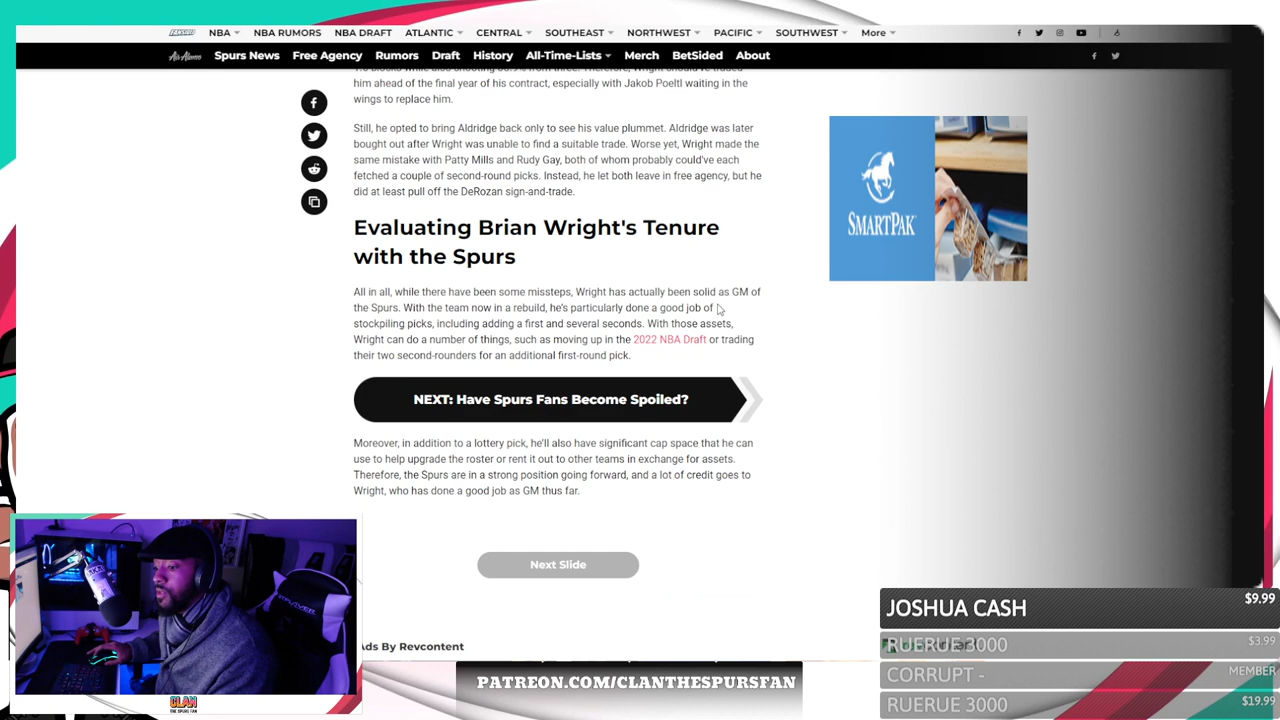 FANSIDED NBA NBA RUMORS NBA DRAFT ATLANTIC CENTRAL SOUTHEAST NORTHWEST PACIFIC SOUTHWEST More
Air Alamo Spurs News Free Agency Rumors Draft History All-Time-Lists Merch BetSided About
him ahead of the final year of his contract, especially with Jakob Poeltl waiting in the
wings to replace him.
Still, he opted to bring Aldridge back only to see his value plummet. Aldridge was later
bought out after Wright was unable to find a suitable trade. Worse yet, Wright made the
same mistake with Patty Mills and Rudy Gay, both of whom probably could've each
fetched a couple of second-round picks. Instead, he let both leave in free agency, but he
did at least pull off the DeRozan sign-and-trade.
Evaluating Brian Wright's Tenure
with the Spurs
All in all, while there have been some missteps, Wright has actually been solid as GM of
the Spurs. With the team now in a rebuild, he's particularly done a good job of
stockpiling picks, including adding a first and several seconds. With those assets,
Wright can do a number of things, such as moving up in the 2022 NBA Draft or trading
their two second-rounders for an additional first-round pick.
NEXT: Have Spurs Fans Become Spoiled?
Moreover, in addition to a lottery pick, he'll also have significant cap space that he can
use to help upgrade the roster or rent it out to other teams in exchange for assets.
Therefore, the Spurs are in a strong position going forward, and a lot of credit goes to
Wright, who has done a good job as GM thus far.
Next Slide
Ads By Revcontent
SMARTPAK
JOSHUA CASH $9.99
RUERUE 3000 $3.99
CORRUPT - MEMBER
RUERUE 3000 $19.99
PATREON.COM/CLANTHESPURSFAN
CLAN
THE SPURS FAN